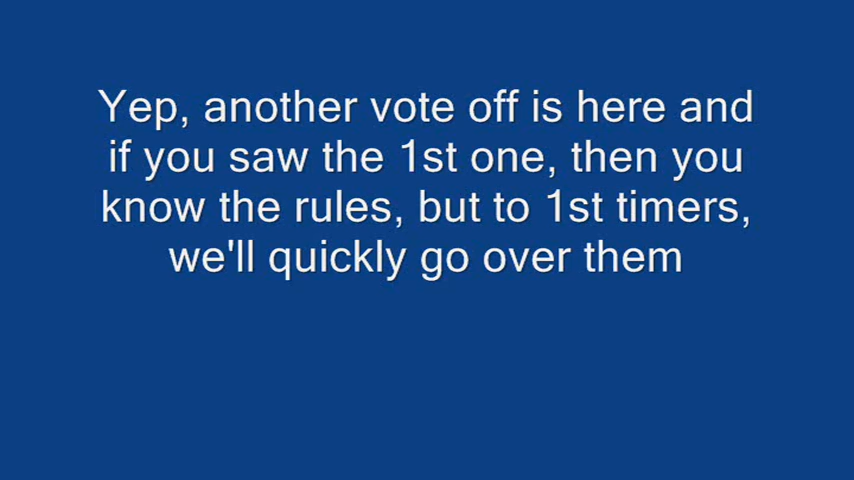 Yep, another vote off is here and
if you saw the 1st one, then you
know the rules, but to 1st timers,
we'll quickly go over them